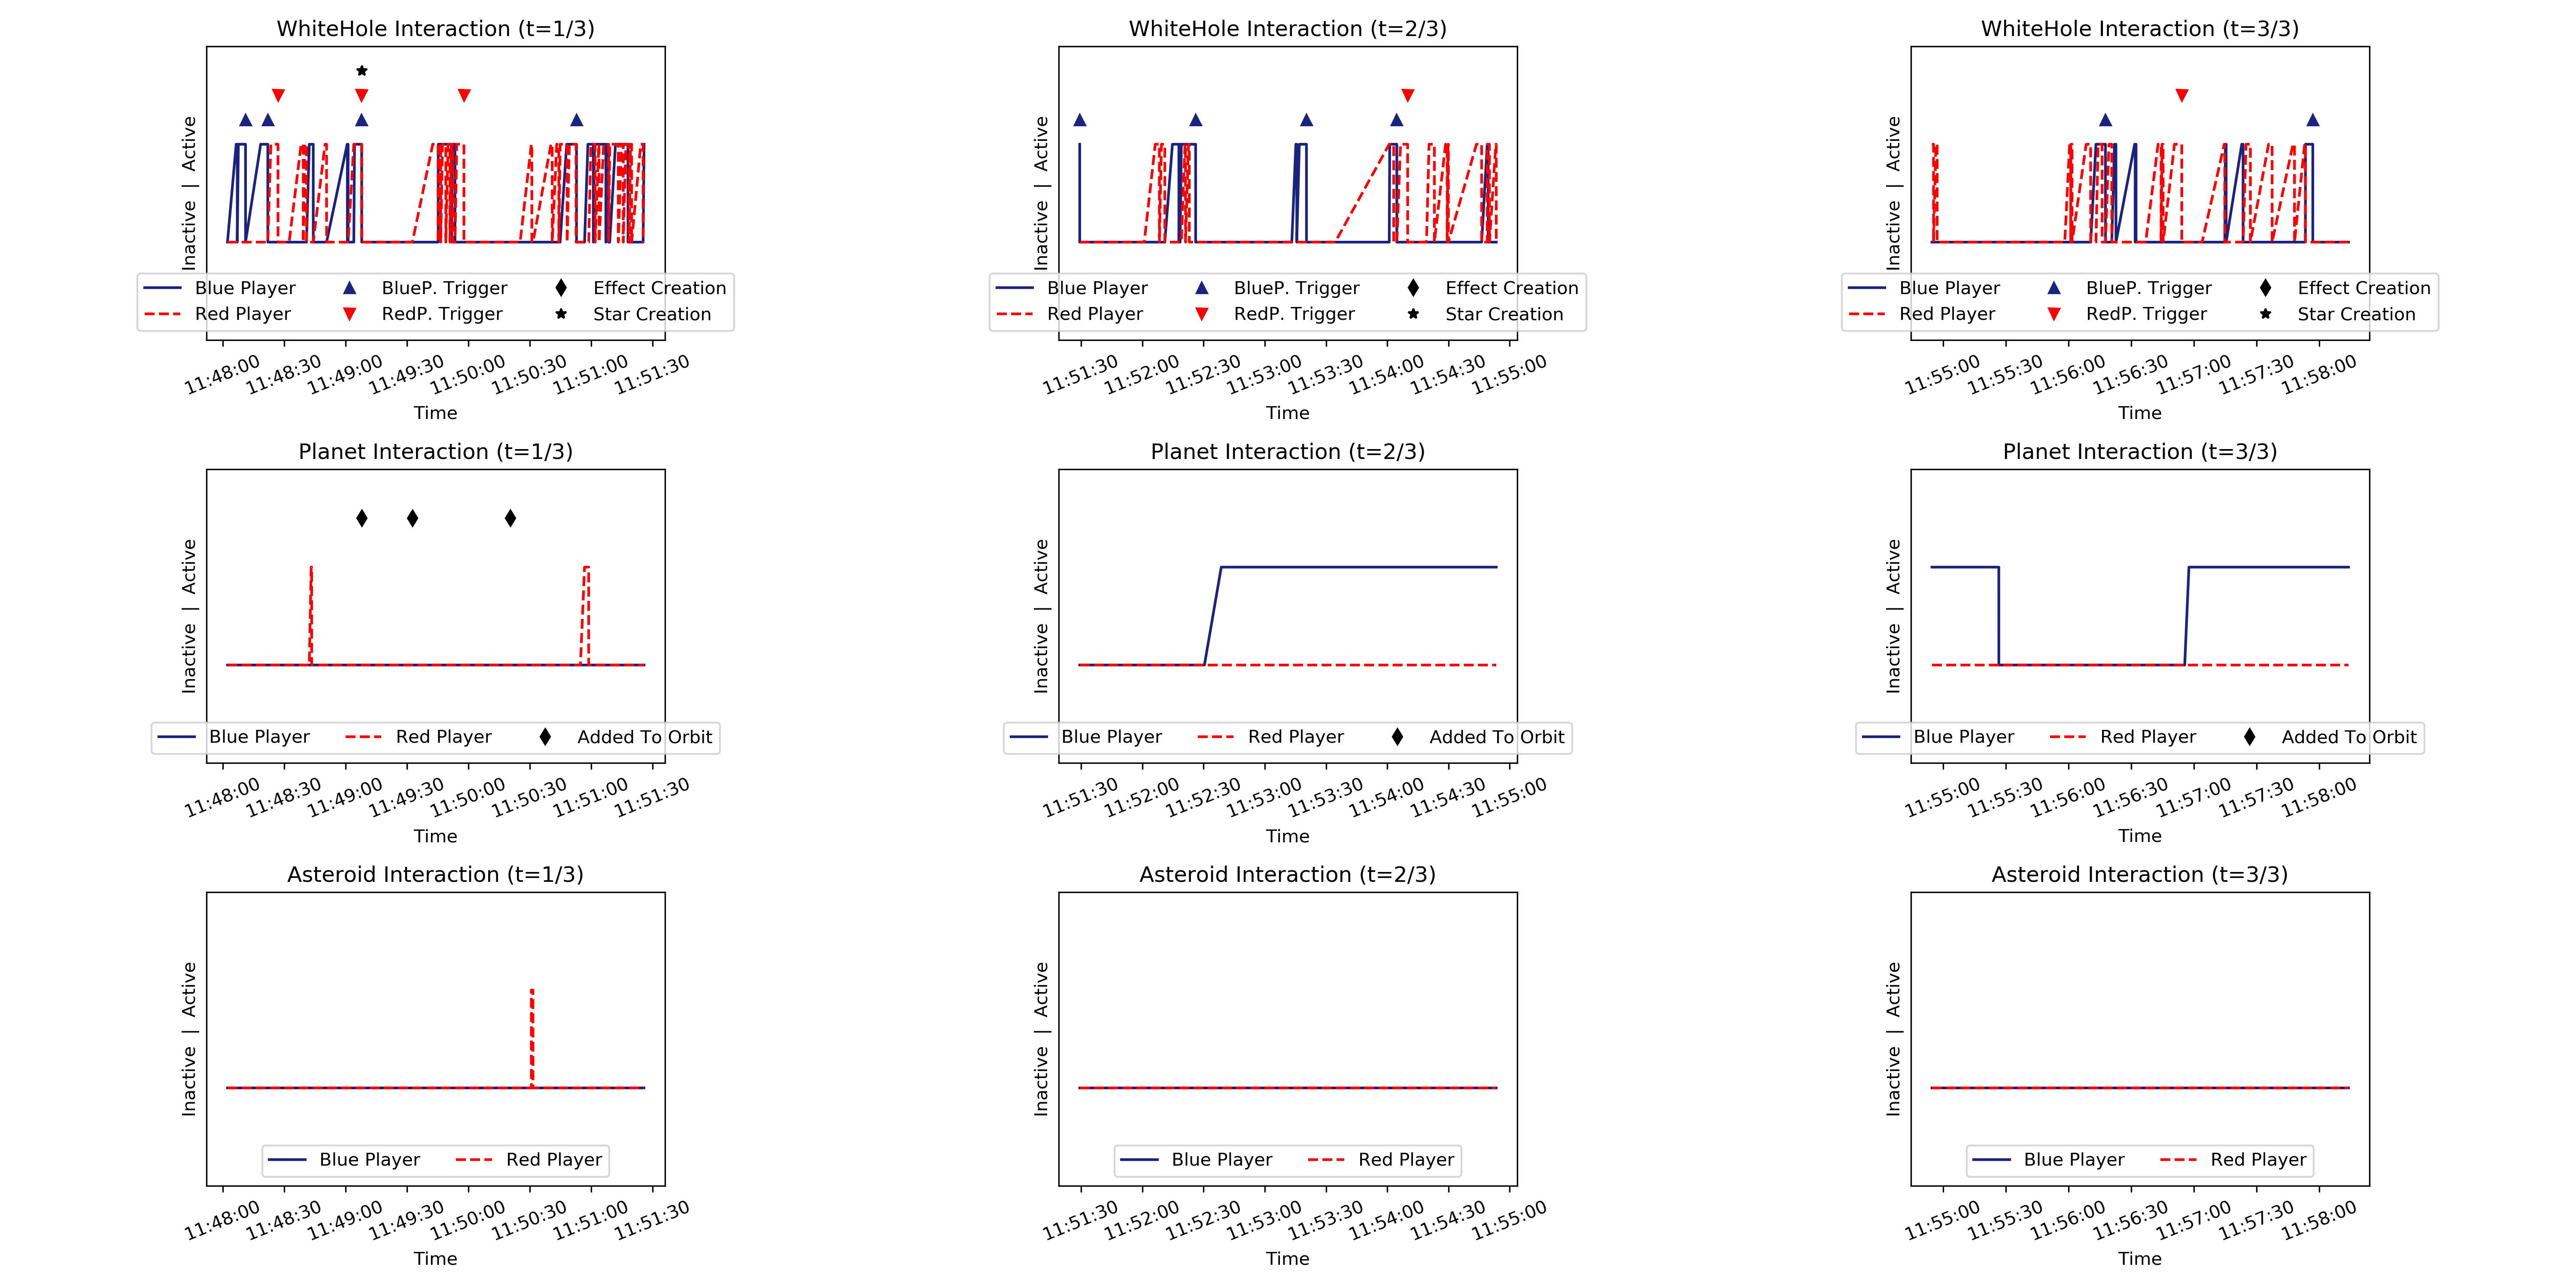 WhiteHole Interaction (t=1/3)
Inactive | Active
Blue Player BlueP. Trigger Effect Creation
Red Player RedP. Trigger Star Creation
11:48:00 11:48:30 11:49:00 11:49:30 11:50:00 11:50:30 11:51:00 11:51:30
Time
WhiteHole Interaction (t=2/3)
Inactive | Active
Blue Player BlueP. Trigger Effect Creation
Red Player RedP. Trigger Star Creation
11:51:30 11:52:00 11:52:30 11:53:00 11:53:30 11:54:00 11:54:30 11:55:00
Time
WhiteHole Interaction (t=3/3)
Inactive | Active
Blue Player BlueP. Trigger Effect Creation
Red Player RedP. Trigger Star Creation
11:55:00 11:55:30 11:56:00 11:56:30 11:57:00 11:57:30 11:58:00
Time
Planet Interaction (t=1/3)
Inactive | Active
Blue Player Red Player Added To Orbit
11:48:00 11:48:30 11:49:00 11:49:30 11:50:00 11:50:30 11:51:00 11:51:30
Time
Planet Interaction (t=2/3)
Inactive | Active
Blue Player Red Player Added To Orbit
11:51:30 11:52:00 11:52:30 11:53:00 11:53:30 11:54:00 11:54:30 11:55:00
Time
Planet Interaction (t=3/3)
Inactive | Active
Blue Player Red Player Added To Orbit
11:55:00 11:55:30 11:56:00 11:56:30 11:57:00 11:57:30 11:58:00
Time
Asteroid Interaction (t=1/3)
Inactive | Active
Blue Player Red Player
11:48:00 11:48:30 11:49:00 11:49:30 11:50:00 11:50:30 11:51:00 11:51:30
Time
Asteroid Interaction (t=2/3)
Inactive | Active
Blue Player Red Player
11:51:30 11:52:00 11:52:30 11:53:00 11:53:30 11:54:00 11:54:30 11:55:00
Time
Asteroid Interaction (t=3/3)
Inactive | Active
Blue Player Red Player
11:55:00 11:55:30 11:56:00 11:56:30 11:57:00 11:57:30 11:58:00
Time